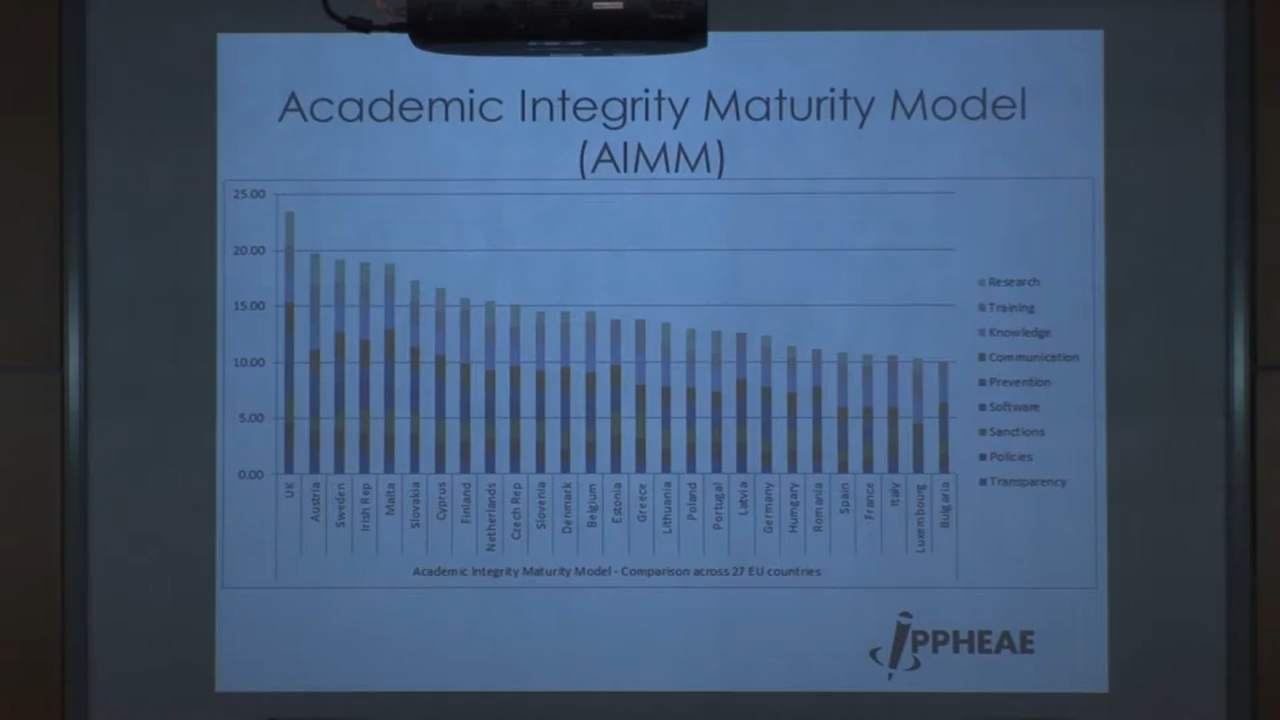 Academic Integrity Maturity Model
(AIMM)
25.00
20.00
15.00
10.00
5.00
0.00
UK
Austria
Sweden
Irish Rep
Malta
Slovakia
Cyprus
Finland
Netherlands
Czech Rep
Slovenia
Denmark
Belgium
Estonia
Greece
Lithuania
Poland
Portugal
Latvia
Germany
Hungary
Romania
Spain
France
Italy
Luxembourg
Bulgaria
Academic Integrity Maturity Model - Comparison across 27 EU countries
Research
Training
Knowledge
Communication
Prevention
Software
Sanctions
Policies
Transparency
IPPHEAE